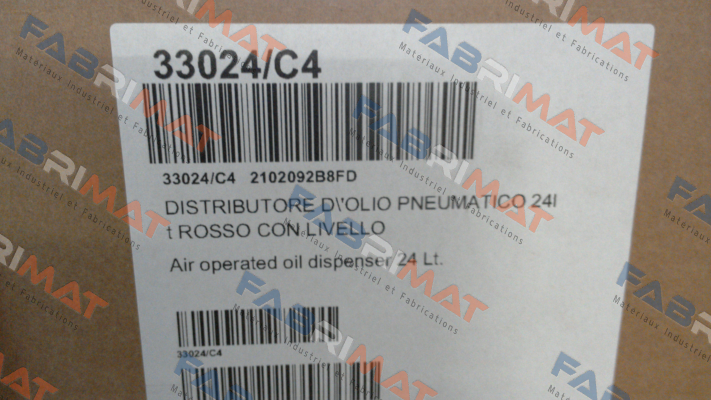 33024/C4
33024/C4 2102092B8FD
DISTRIBUTORE D\'OLIO PNEUMATICO 24l
t ROSSO CON LIVELLO
Air operated oil dispenser 24 Lt.
33024/C4
FABRIMAT
Matériaux Industriel et Fabrications